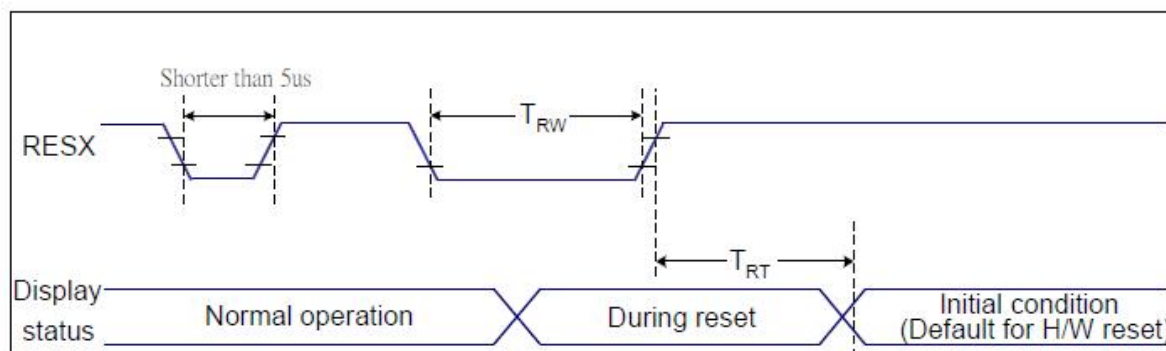 Shorter than 5us
RESX
TRW
TRT
Display
status
Normal operation
During reset
Initial condition
(Default for H/W reset)